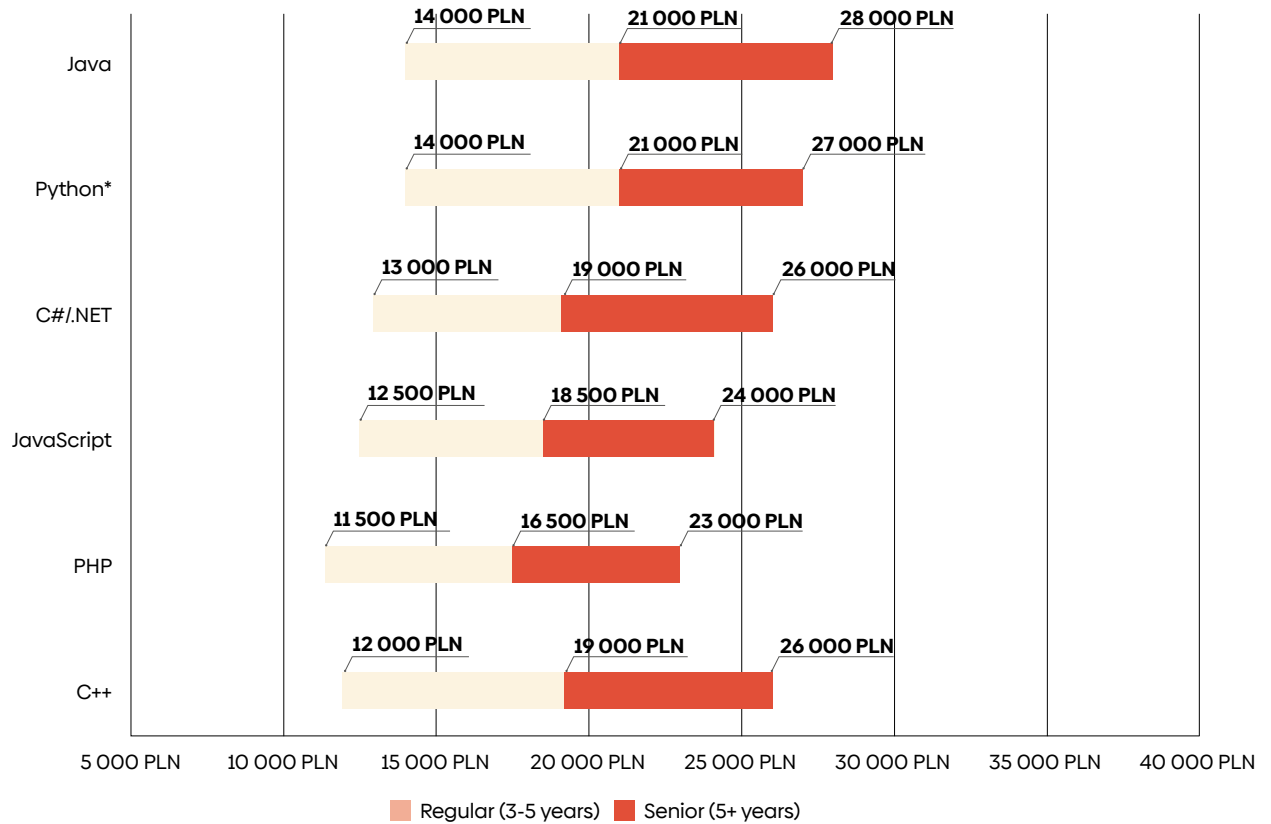 14 000 PLN 21 000 PLN 28 000 PLN
Java
14 000 PLN 21 000 PLN 27 000 PLN
Python*
13 000 PLN 19 000 PLN 26 000 PLN
C#/.NET
12 500 PLN 18 500 PLN 24 000 PLN
JavaScript
11 500 PLN 16 500 PLN 23 000 PLN
PHP
12 000 PLN 19 000 PLN 26 000 PLN
C++
5 000 PLN 10 000 PLN 15 000 PLN 20 000 PLN 25 000 PLN 30 000 PLN 35 000 PLN 40 000 PLN
Regular (3-5 years) Senior (5+ years)